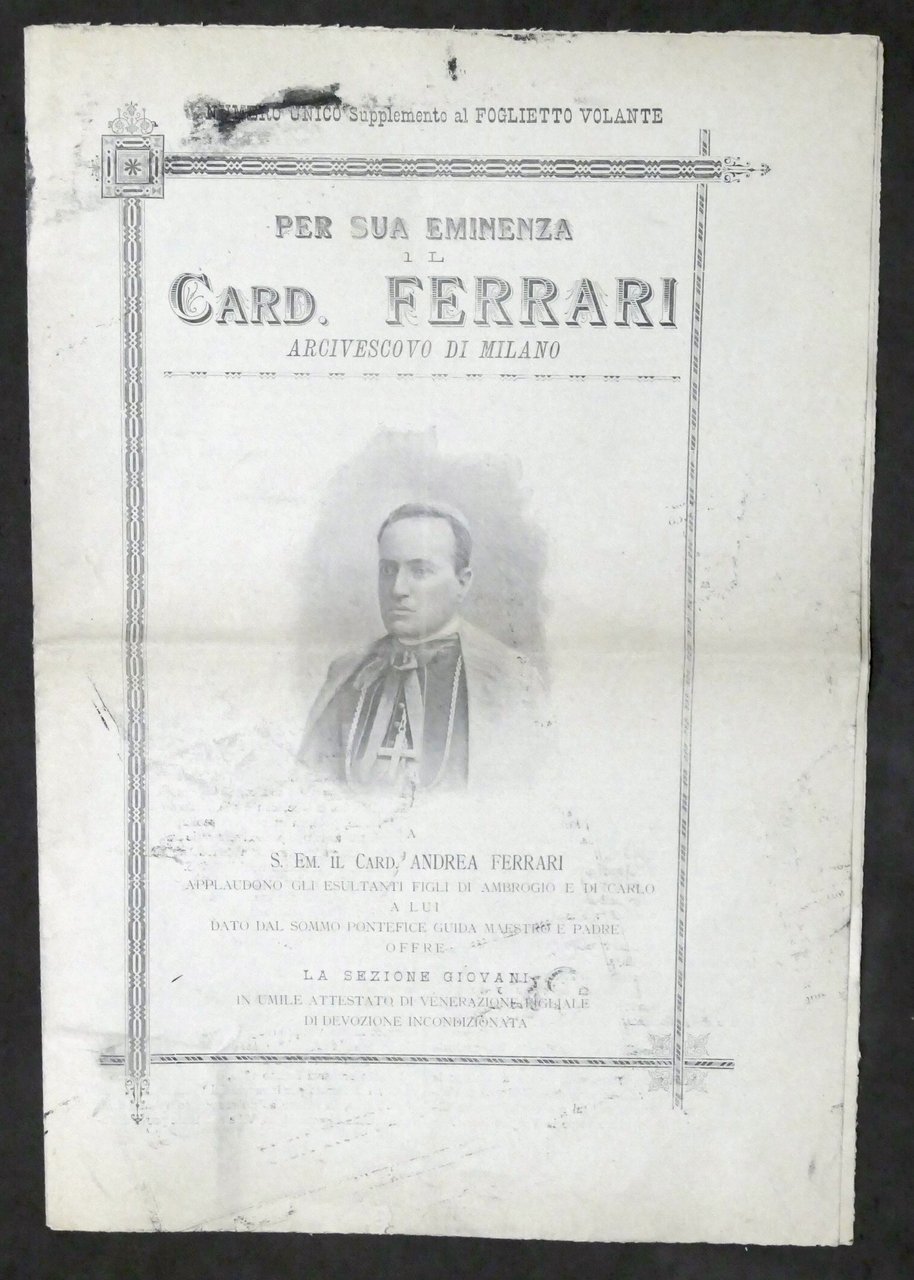 NUMERO UNICO Supplemento al FOGLIETTO VOLANTE
PER SUA EMINENZA
IL
CARD. FERRARI
ARCIVESCOVO DI MILANO
A
S. EM. IL CARD. ANDREA FERRARI
APPLAUDONO GLI ESULTANTI FIGLI DI AMBROGIO E DI CARLO
A LUI
DATO DAL SOMMO PONTEFICE GUIDA MAESTRO E PADRE
OFFRE
LA SEZIONE GIOVANI
IN UMILE ATTESTATO DI VENERAZIONE FIGLIALE
DI DEVOZIONE INCONDIZIONATA